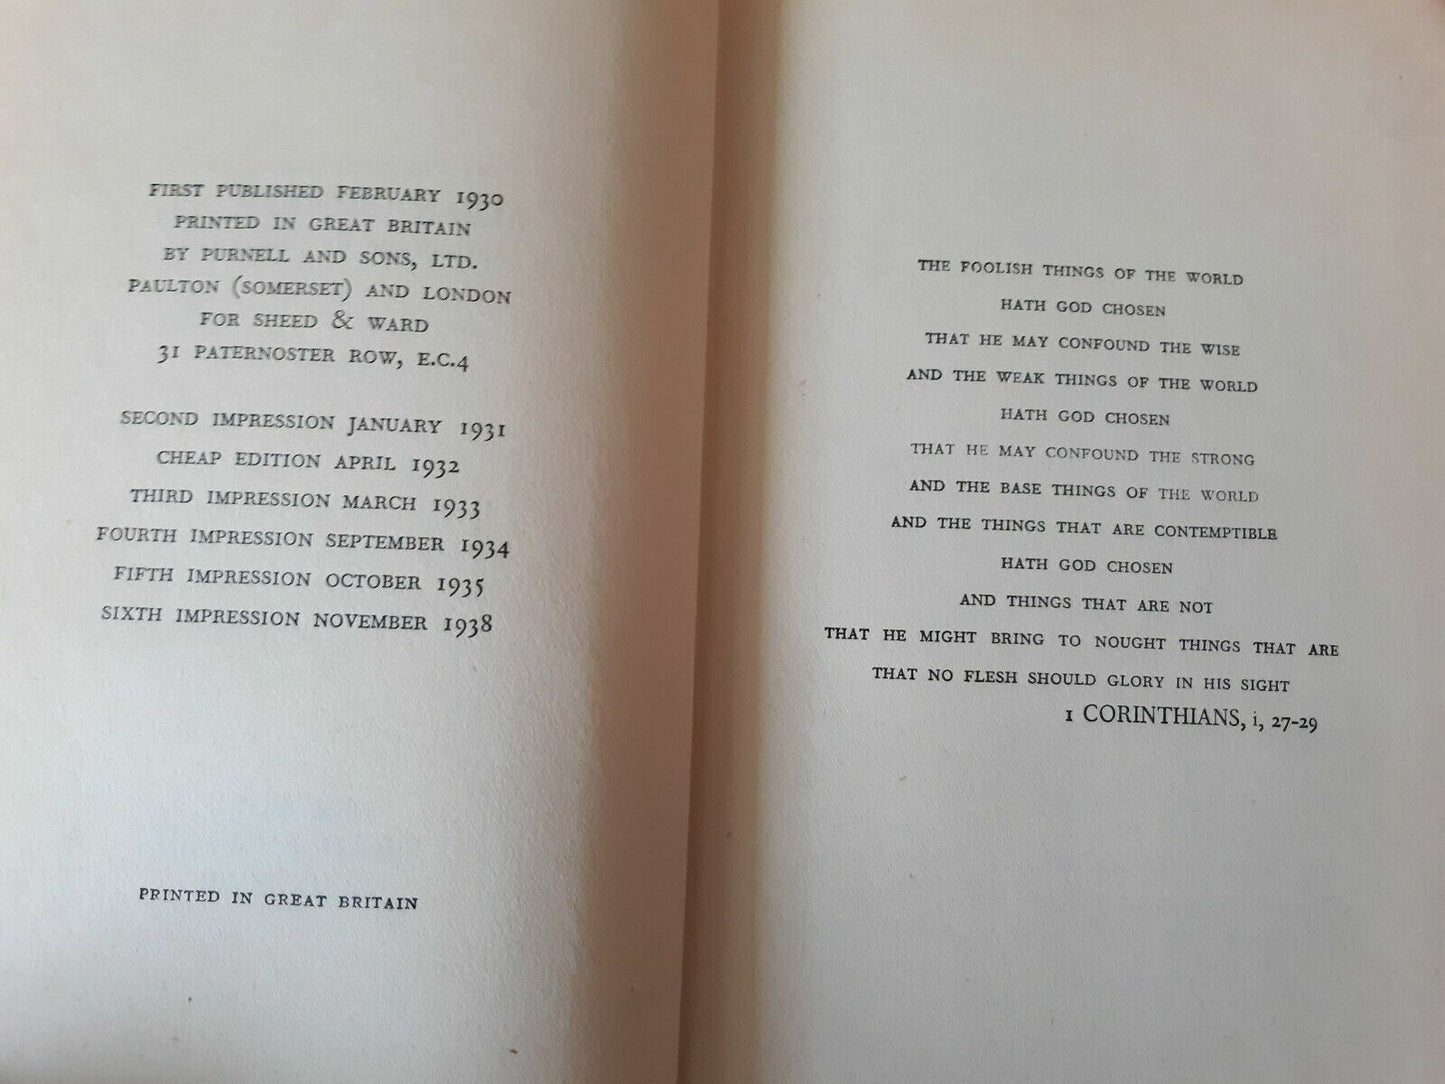 FIRST PUBLISHED FEBRUARY 1930
PRINTED IN GREAT BRITAIN
BY PURNELL AND SONS, LTD.
PAULTON (SOMERSET) AND LONDON
FOR SHEED & WARD
31 PATERNOSTER ROW, E.C.4
SECOND IMPRESSION JANUARY 1931
CHEAP EDITION APRIL 1932
THIRD IMPRESSION MARCH 1933
FOURTH IMPRESSION SEPTEMBER 1934
FIFTH IMPRESSION OCTOBER 1935
SIXTH IMPRESSION NOVEMBER 1938
PRINTED IN GREAT BRITAIN
THE FOOLISH THINGS OF THE WORLD
HATH GOD CHOSEN
THAT HE MAY CONFOUND THE WISE
AND THE WEAK THINGS OF THE WORLD
HATH GOD CHOSEN
THAT HE MAY CONFOUND THE STRONG
AND THE BASE THINGS OF THE WORLD
AND THE THINGS THAT ARE CONTEMPTIBLE
HATH GOD CHOSEN
AND THINGS THAT ARE NOT
THAT HE MIGHT BRING TO NOUGHT THINGS THAT ARE
THAT NO FLESH SHOULD GLORY IN HIS SIGHT
1 CORINTHIANS, i, 27-29